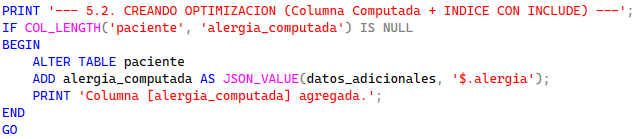 PRINT '--- 5.2. CREANDO OPTIMIZACION (Columna Computada + INDICE CON INCLUDE) ---';
IF COL_LENGTH('paciente', 'alergia_computada') IS NULL
BEGIN
    ALTER TABLE paciente
    ADD alergia_computada AS JSON_VALUE(datos_adicionales, '$.alergia');
    PRINT 'Columna [alergia_computada] agregada.';
END
GO